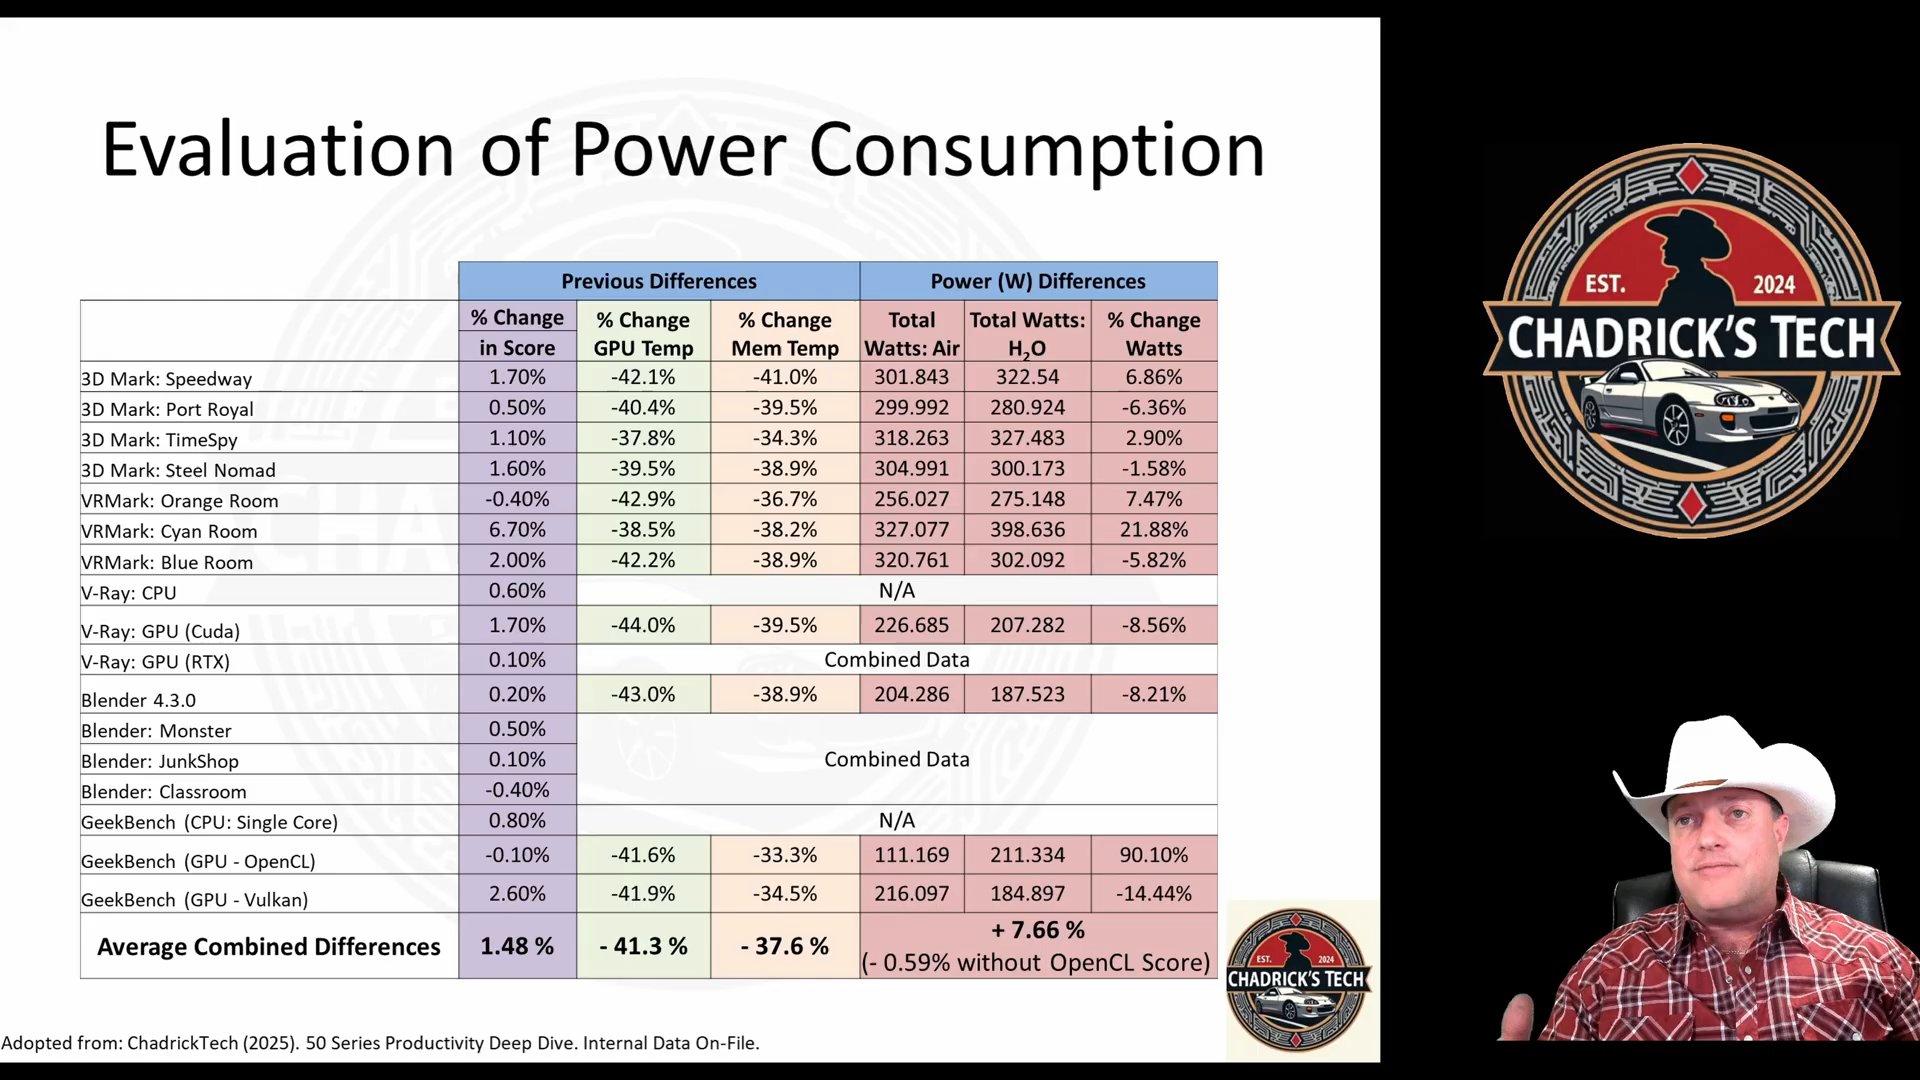 Evaluation of Power Consumption
Previous Differences Power (W) Differences
% Change in Score % Change GPU Temp % Change Mem Temp Total Watts: Air Total Watts: H₂O % Change Watts
3D Mark: Speedway 1.70% -42.1% -41.0% 301.843 322.54 6.86%
3D Mark: Port Royal 0.50% -40.4% -39.5% 299.992 280.924 -6.36%
3D Mark: TimeSpy 1.10% -37.8% -34.3% 318.263 327.483 2.90%
3D Mark: Steel Nomad 1.60% -39.5% -38.9% 304.991 300.173 -1.58%
VRMark: Orange Room -0.40% -42.9% -36.7% 256.027 275.148 7.47%
VRMark: Cyan Room 6.70% -38.5% -38.2% 327.077 398.636 21.88%
VRMark: Blue Room 2.00% -42.2% -38.9% 320.761 302.092 -5.82%
V-Ray: CPU 0.60% N/A
V-Ray: GPU (Cuda) 1.70% -44.0% -39.5% 226.685 207.282 -8.56%
V-Ray: GPU (RTX) 0.10% Combined Data
Blender 4.3.0 0.20% -43.0% -38.9% 204.286 187.523 -8.21%
Blender: Monster 0.50%
Blender: JunkShop 0.10% Combined Data
Blender: Classroom -0.40%
GeekBench (CPU: Single Core) 0.80% N/A
GeekBench (GPU - OpenCL) -0.10% -41.6% -33.3% 111.169 211.334 90.10%
GeekBench (GPU - Vulkan) 2.60% -41.9% -34.5% 216.097 184.897 -14.44%
Average Combined Differences 1.48 % - 41.3 % - 37.6 % + 7.66 %
(- 0.59% without OpenCL Score)
Adopted from: ChadrickTech (2025). 50 Series Productivity Deep Dive. Internal Data On-File.
EST. 2024
CHADRICK'S TECH
EST. 2024
CHADRICK'S TECH